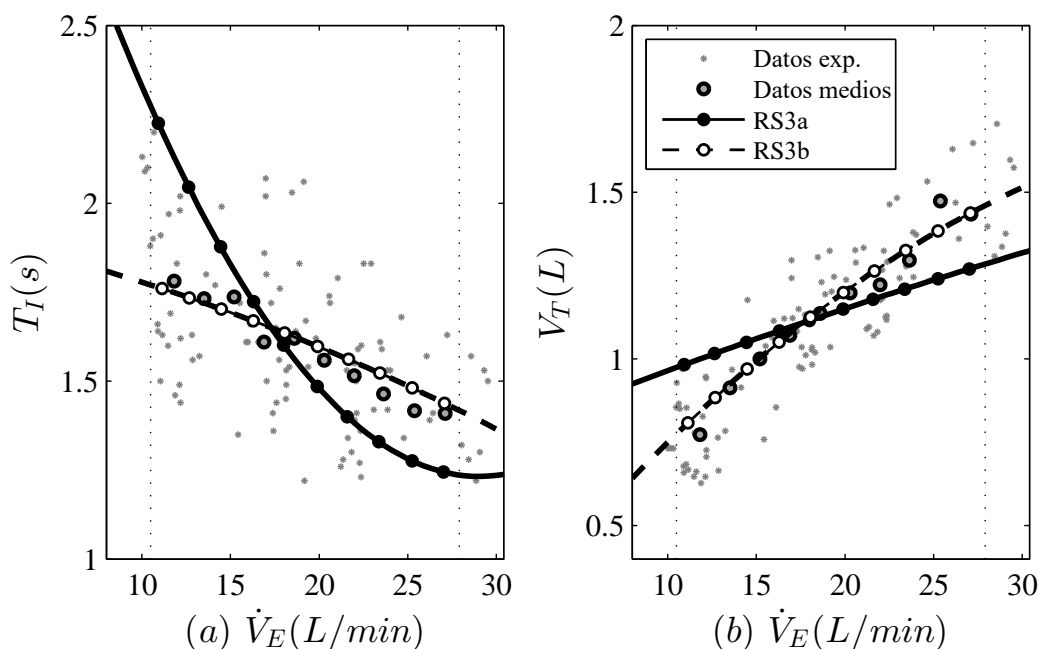 2.5
2
1.5
1
T_I(s)
10 15 20 25 30
(a) V̇_E(L/min)
2
1.5
1
0.5
V_T(L)
Datos exp.
Datos medios
RS3a
RS3b
10 15 20 25 30
(b) V̇_E(L/min)